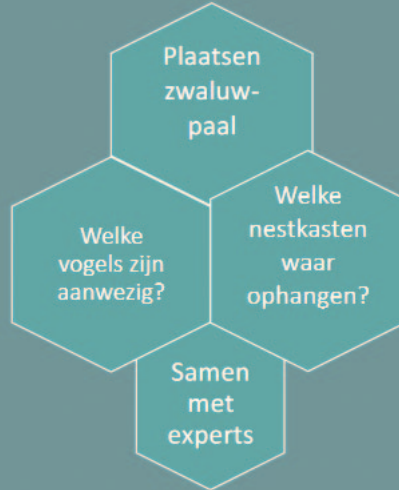 Plaatsen
zwaluw-
paal
Welke
vogels zijn
aanwezig?
Welke
nestkasten
waar
ophangen?
Samen
met
experts